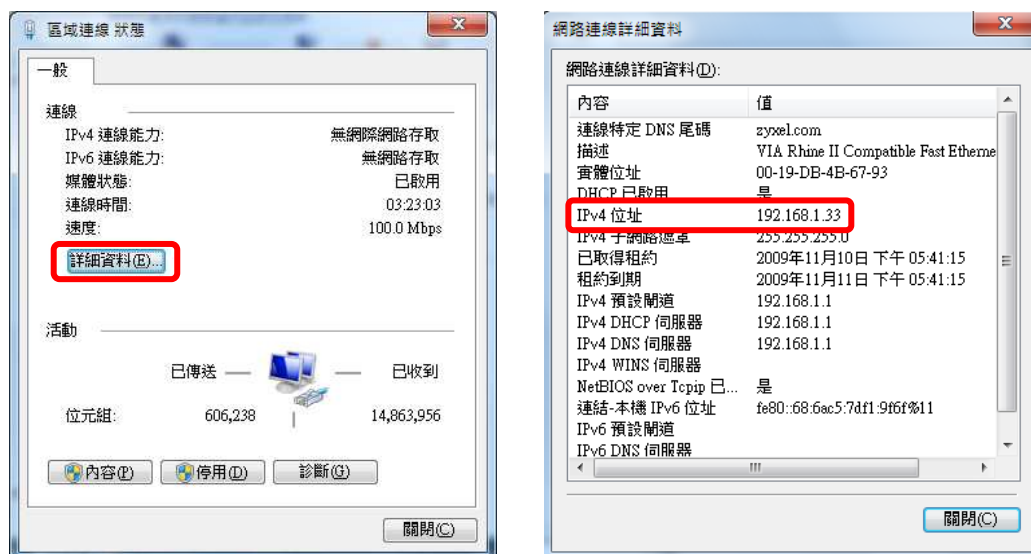 區域連線 狀態
一般
連線
IPv4 連線能力: 無網際網路存取
IPv6 連線能力: 無網路存取
媒體狀態: 已啟用
連線時間: 03:23:03
速度: 100.0 Mbps
詳細資料(E)...
活動
已傳送 — — 已收到
位元組: 606,238 | 14,863,956
內容(P) 停用(D) 診斷(G)
關閉(C)
網路連線詳細資料
網路連線詳細資料(D):
內容 值
連線特定 DNS 尾碼 zyxel.com
描述 VIA Rhine II Compatible Fast Etherne
實體位址 00-19-DB-4B-67-93
DHCP 已啟用 是
IPv4 位址 192.168.1.33
IPv4 子網路遮罩 255.255.255.0
已取得租約 2009年11月10日 下午 05:41:15
租約到期 2009年11月11日 下午 05:41:15
IPv4 預設閘道 192.168.1.1
IPv4 DHCP 伺服器 192.168.1.1
IPv4 DNS 伺服器 192.168.1.1
IPv4 WINS 伺服器
NetBIOS over Tcpip 已... 是
連結-本機 IPv6 位址 fe80::68:6ac5:7df1:9f6f%11
IPv6 預設閘道
IPv6 DNS 伺服器
關閉(C)